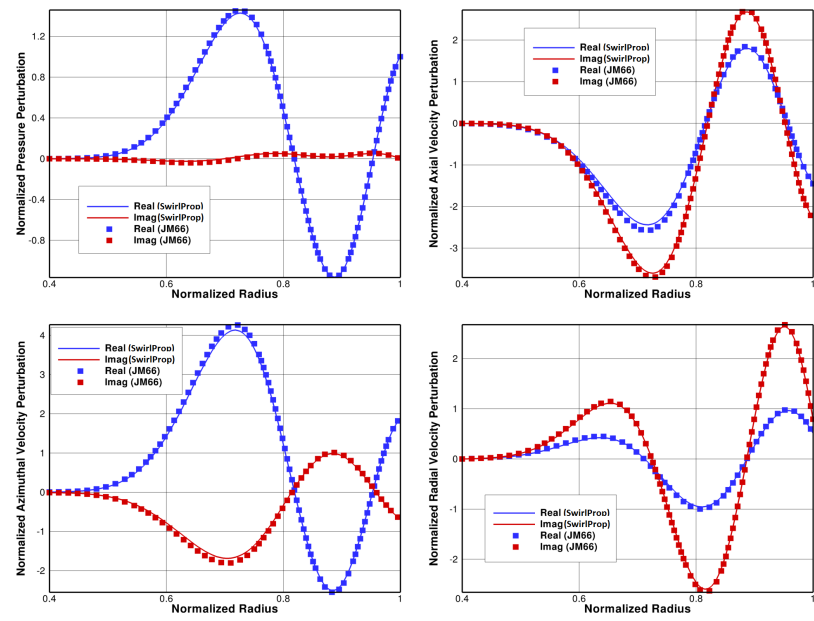 Normalized Pressure Perturbation
1.2
0.8
0.4
0
-0.4
-0.8
Real (SwirlProp)
Imag(SwirlProp)
Real (JM66)
Imag (JM66)
0.4
0.6
0.8
1
Normalized Radius
Normalized Axial Velocity Perturbation
2
1
0
-1
-2
-3
Real (SwirlProp)
Imag(SwirlProp)
Real (JM66)
Imag (JM66)
0.4
0.6
0.8
1
Normalized Radius
Normalized Azimuthal Velocity Perturbation
4
3
2
1
0
-1
-2
Real (SwirlProp)
Imag(SwirlProp)
Real (JM66)
Imag (JM66)
0.4
0.6
0.8
1
Normalized Radius
Normalized Radial Velocity Perturbation
2
1
0
-1
-2
Real (SwirlProp)
Imag(SwirlProp)
Real (JM66)
Imag (JM66)
0.4
0.8
1
Normalized Radius